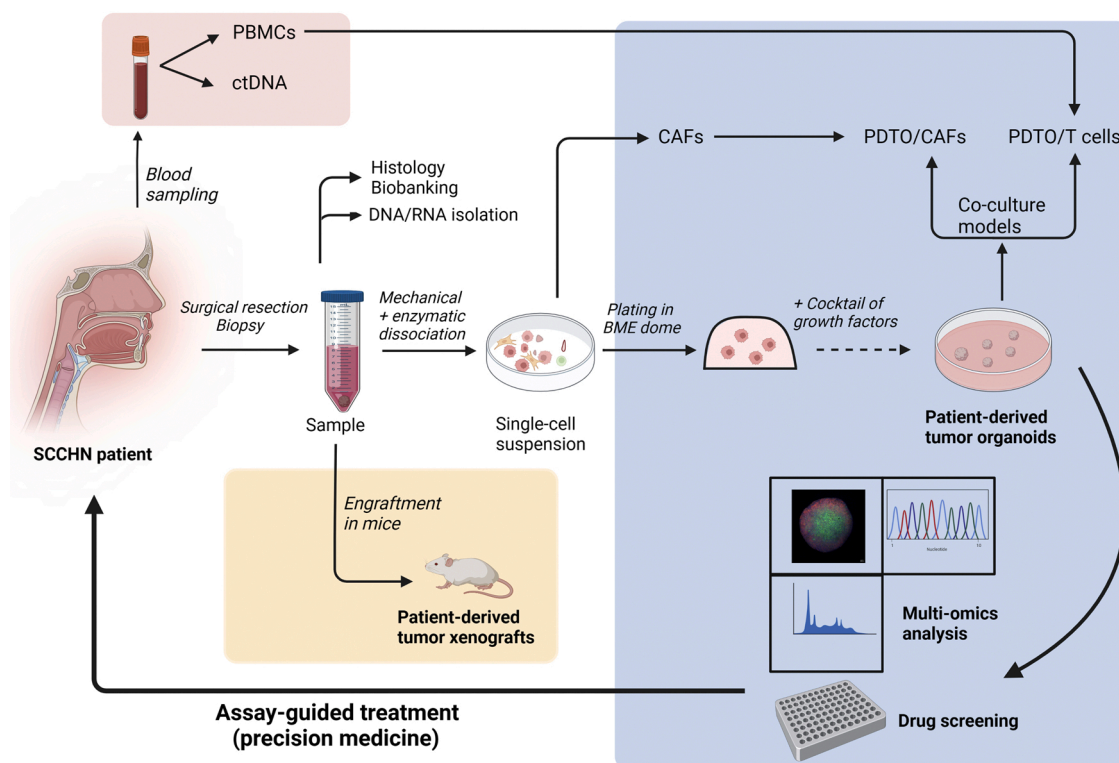 PBMCs
ctDNA
Blood
sampling
Histology
Biobanking
DNA/RNA isolation
CAFs
PDTO/CAFs
PDTO/T cells
Co-culture
models
Surgical resection
Biopsy
Mechanical
+ enzymatic
dissociation
Plating in
BME dome
+ Cocktail of
growth factors
SCCHN patient
Sample
Single-cell
suspension
Patient-derived
tumor organoids
Engraftment
in mice
Patient-derived
tumor xenografts
1
Nucleotide
10
Multi-omics
analysis
Drug screening
Assay-guided treatment
(precision medicine)